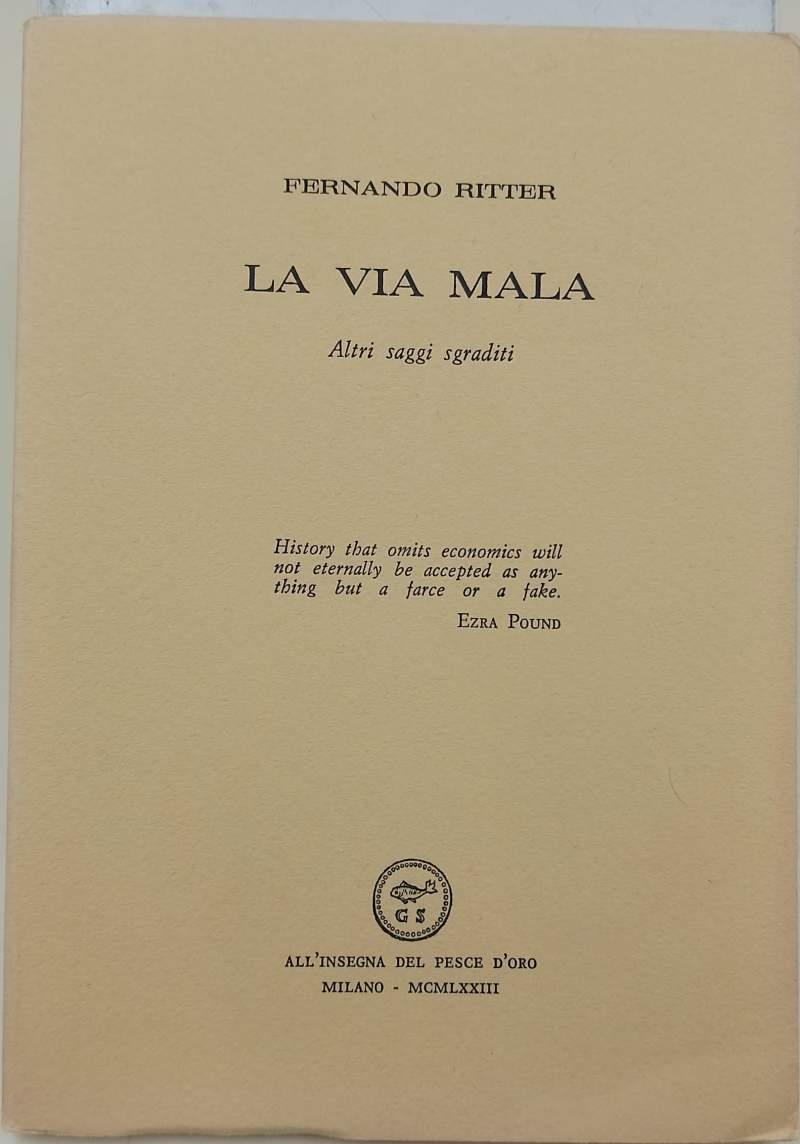 FERNANDO RITTER
LA VIA MALA
Altri saggi sgraditi
History that omits economics will
not eternally be accepted as any-
thing but a farce or a fake.
EZRA POUND
G S
ALL'INSEGNA DEL PESCE D'ORO
MILANO - MCMLXXIII